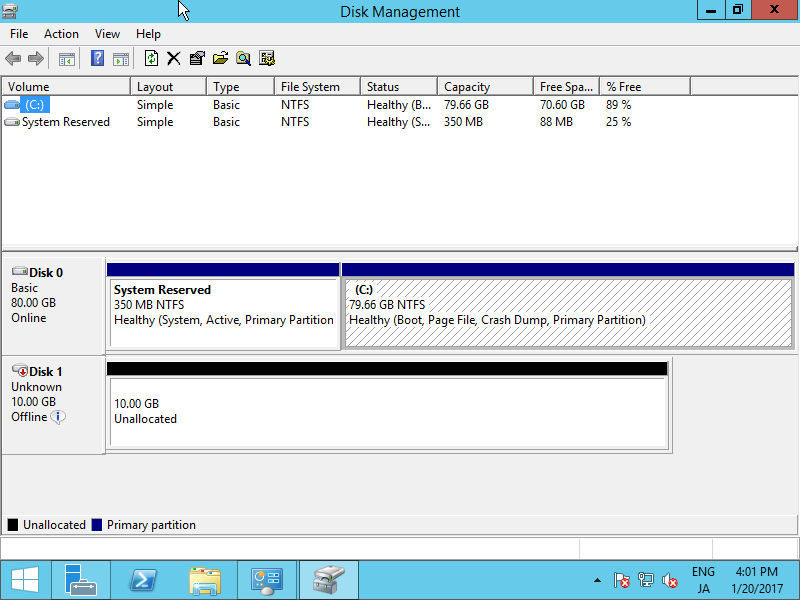 Disk Management
File Action View Help
Volume Layout Type File System Status Capacity Free Spa... % Free
(C:) Simple Basic NTFS Healthy (B... 79.66 GB 70.60 GB 89 %
System Reserved Simple Basic NTFS Healthy (S... 350 MB 88 MB 25 %
Disk 0
Basic
80.00 GB
Online
System Reserved
350 MB NTFS
Healthy (System, Active, Primary Partition
(C:)
79.66 GB NTFS
Healthy (Boot, Page File, Crash Dump, Primary Partition)
Disk 1
Unknown
10.00 GB
Offline
10.00 GB
Unallocated
Unallocated Primary partition
ENG
JA
4:01 PM
1/20/2017